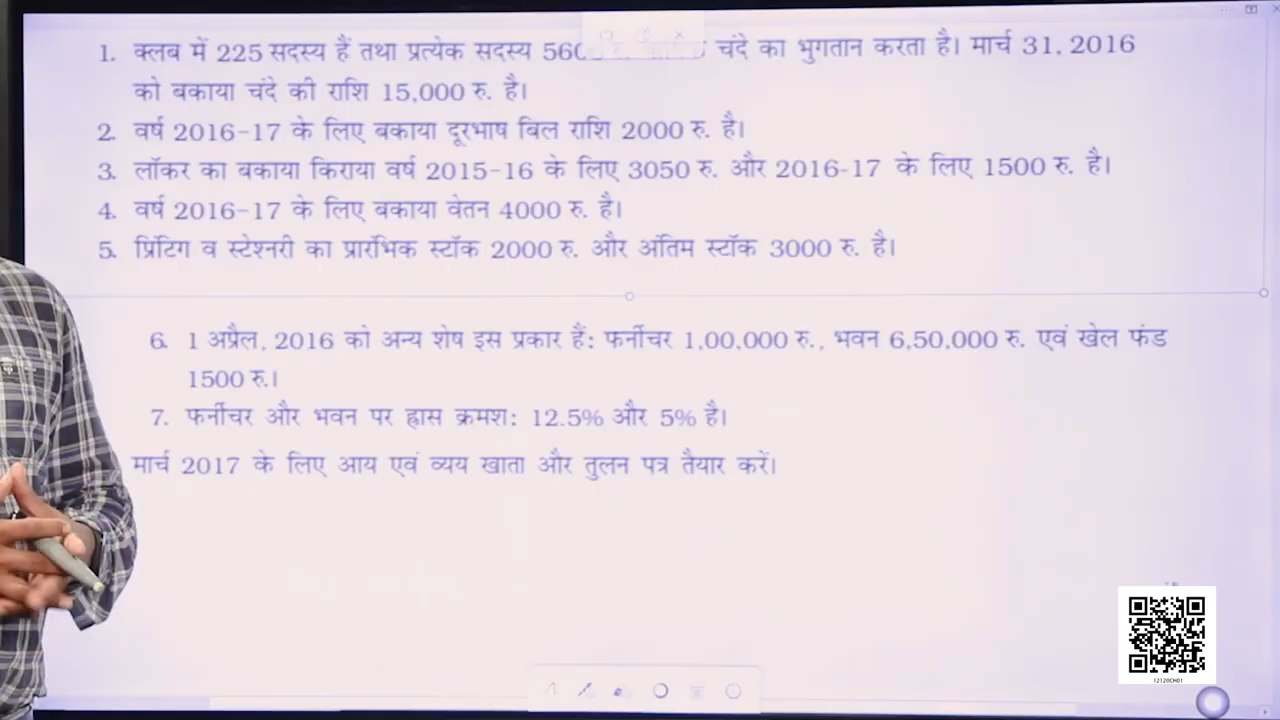 1. क्लब में 225 सदस्य हैं तथा प्रत्येक सदस्य 560 चंदे का भुगतान करता है। मार्च 31, 2016
को बकाया चंदे की राशि 15,000 रु. है।
2. वर्ष 2016-17 के लिए बकाया दूरभाष बिल राशि 2000 रु. है।
3. लॉकर का बकाया किराया वर्ष 2015-16 के लिए 3050 रु. और 2016-17 के लिए 1500 रु. है।
4. वर्ष 2016-17 के लिए बकाया वेतन 4000 रु. है।
5. प्रिंटिग व स्टेश्नरी का प्रारंभिक स्टॉक 2000 रु. और अंतिम स्टॉक 3000 रु. है।
6. 1 अप्रैल, 2016 को अन्य शेष इस प्रकार हैं: फर्नीचर 1,00,000 रु., भवन 6,50,000 रु. एवं खेल फंड
1500 रु.।
7. फर्नीचर और भवन पर ह्रास क्रमश: 12.5% और 5% है।
मार्च 2017 के लिए आय एवं व्यय खाता और तुलन पत्र तैयार करें।
12120CH01